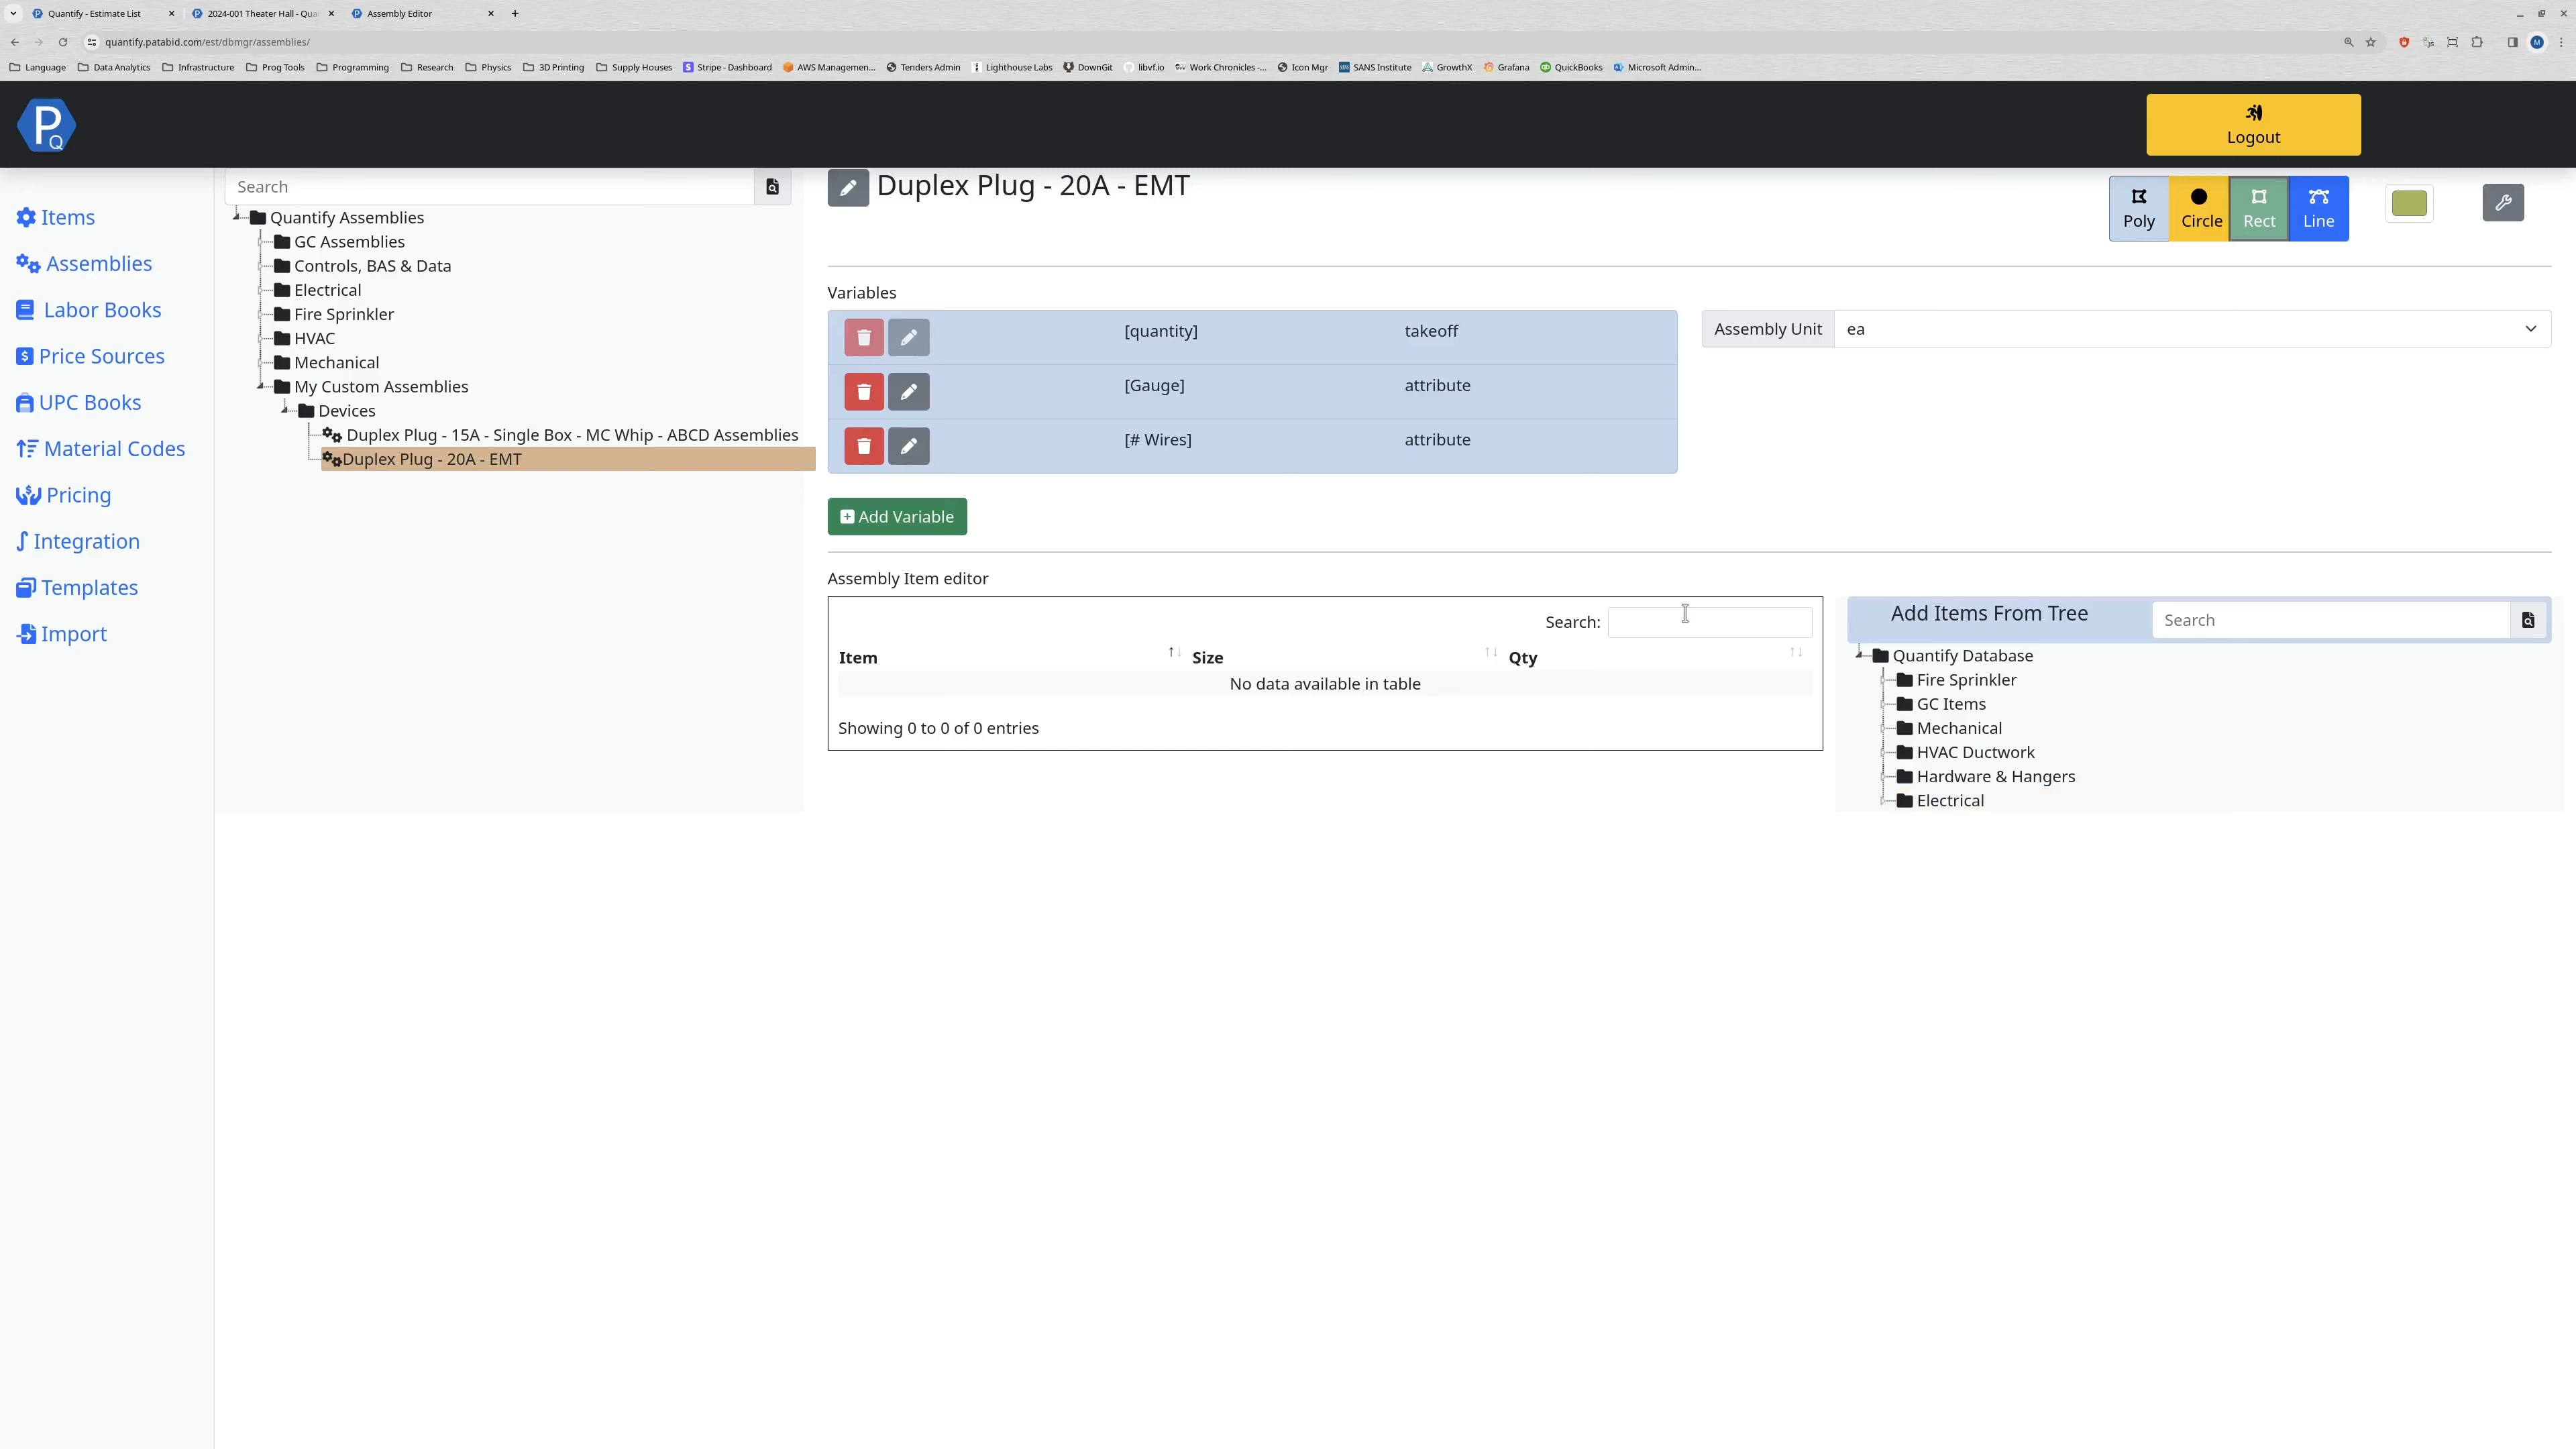 Quantify - Estimate List
2024-001 Theater Hall - Qua
Assembly Editor
quantify.patabid.com/est/dbmgr/assemblies/
Language Data Analytics Infrastructure Prog Tools Programming Research Physics 3D Printing Supply Houses Stripe - Dashboard AWS Managemen... Tenders Admin Lighthouse Labs DownGit libvf.io Work Chronicles -... Icon Mgr SANS Institute GrowthX Grafana QuickBooks Microsoft Admin...
M
P
Q
Logout
Items
Assemblies
Labor Books
Price Sources
UPC Books
Material Codes
Pricing
Integration
Templates
Import
Search
Quantify Assemblies
GC Assemblies
Controls, BAS & Data
Electrical
Fire Sprinkler
HVAC
Mechanical
My Custom Assemblies
Devices
Duplex Plug - 15A - Single Box - MC Whip - ABCD Assemblies
Duplex Plug - 20A - EMT
Duplex Plug - 20A - EMT
Poly Circle Rect Line
Variables
[quantity] takeoff
[Gauge] attribute
[# Wires] attribute
Assembly Unit ea
Add Variable
Assembly Item editor
Search:
Item Size Qty
No data available in table
Showing 0 to 0 of 0 entries
Add Items From Tree Search
Quantify Database
Fire Sprinkler
GC Items
Mechanical
HVAC Ductwork
Hardware & Hangers
Electrical